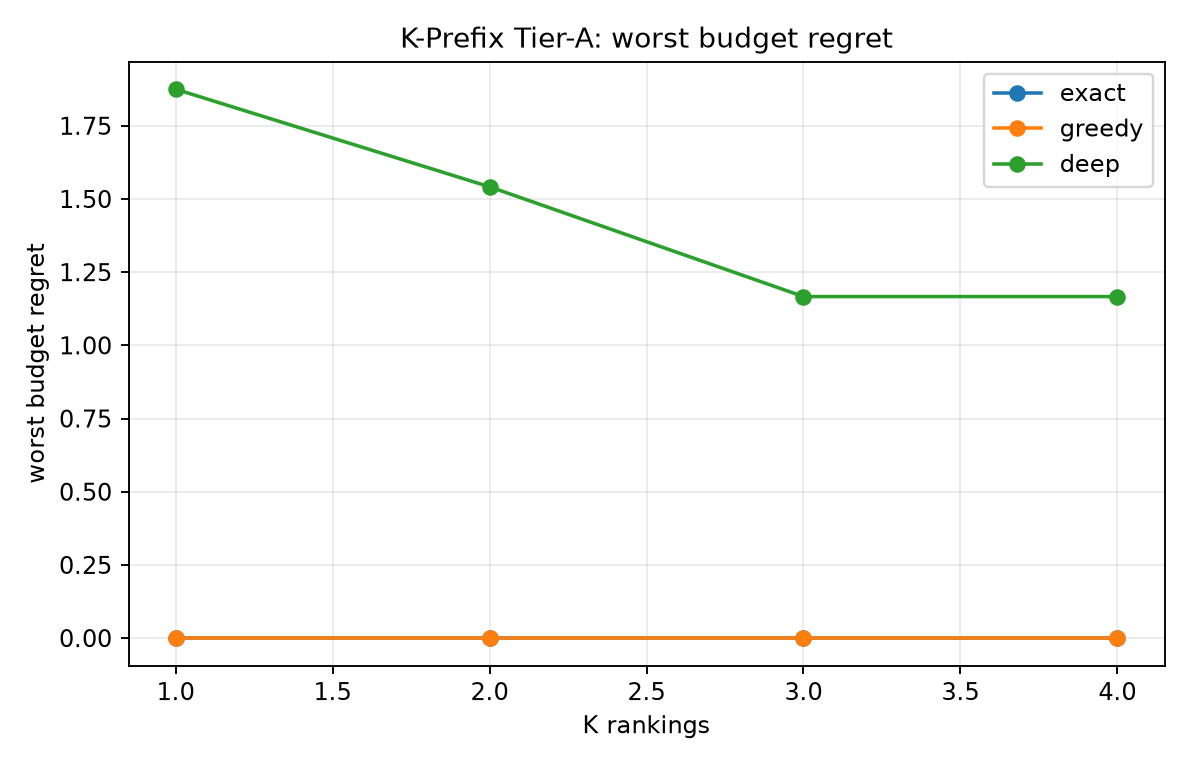 K-Prefix Tier-A: worst budget regret
exact
greedy
deep
worst budget regret
1.75
1.50
1.25
1.00
0.75
0.50
0.25
0.00
1.0 1.5 2.0 2.5 3.0 3.5 4.0
K rankings